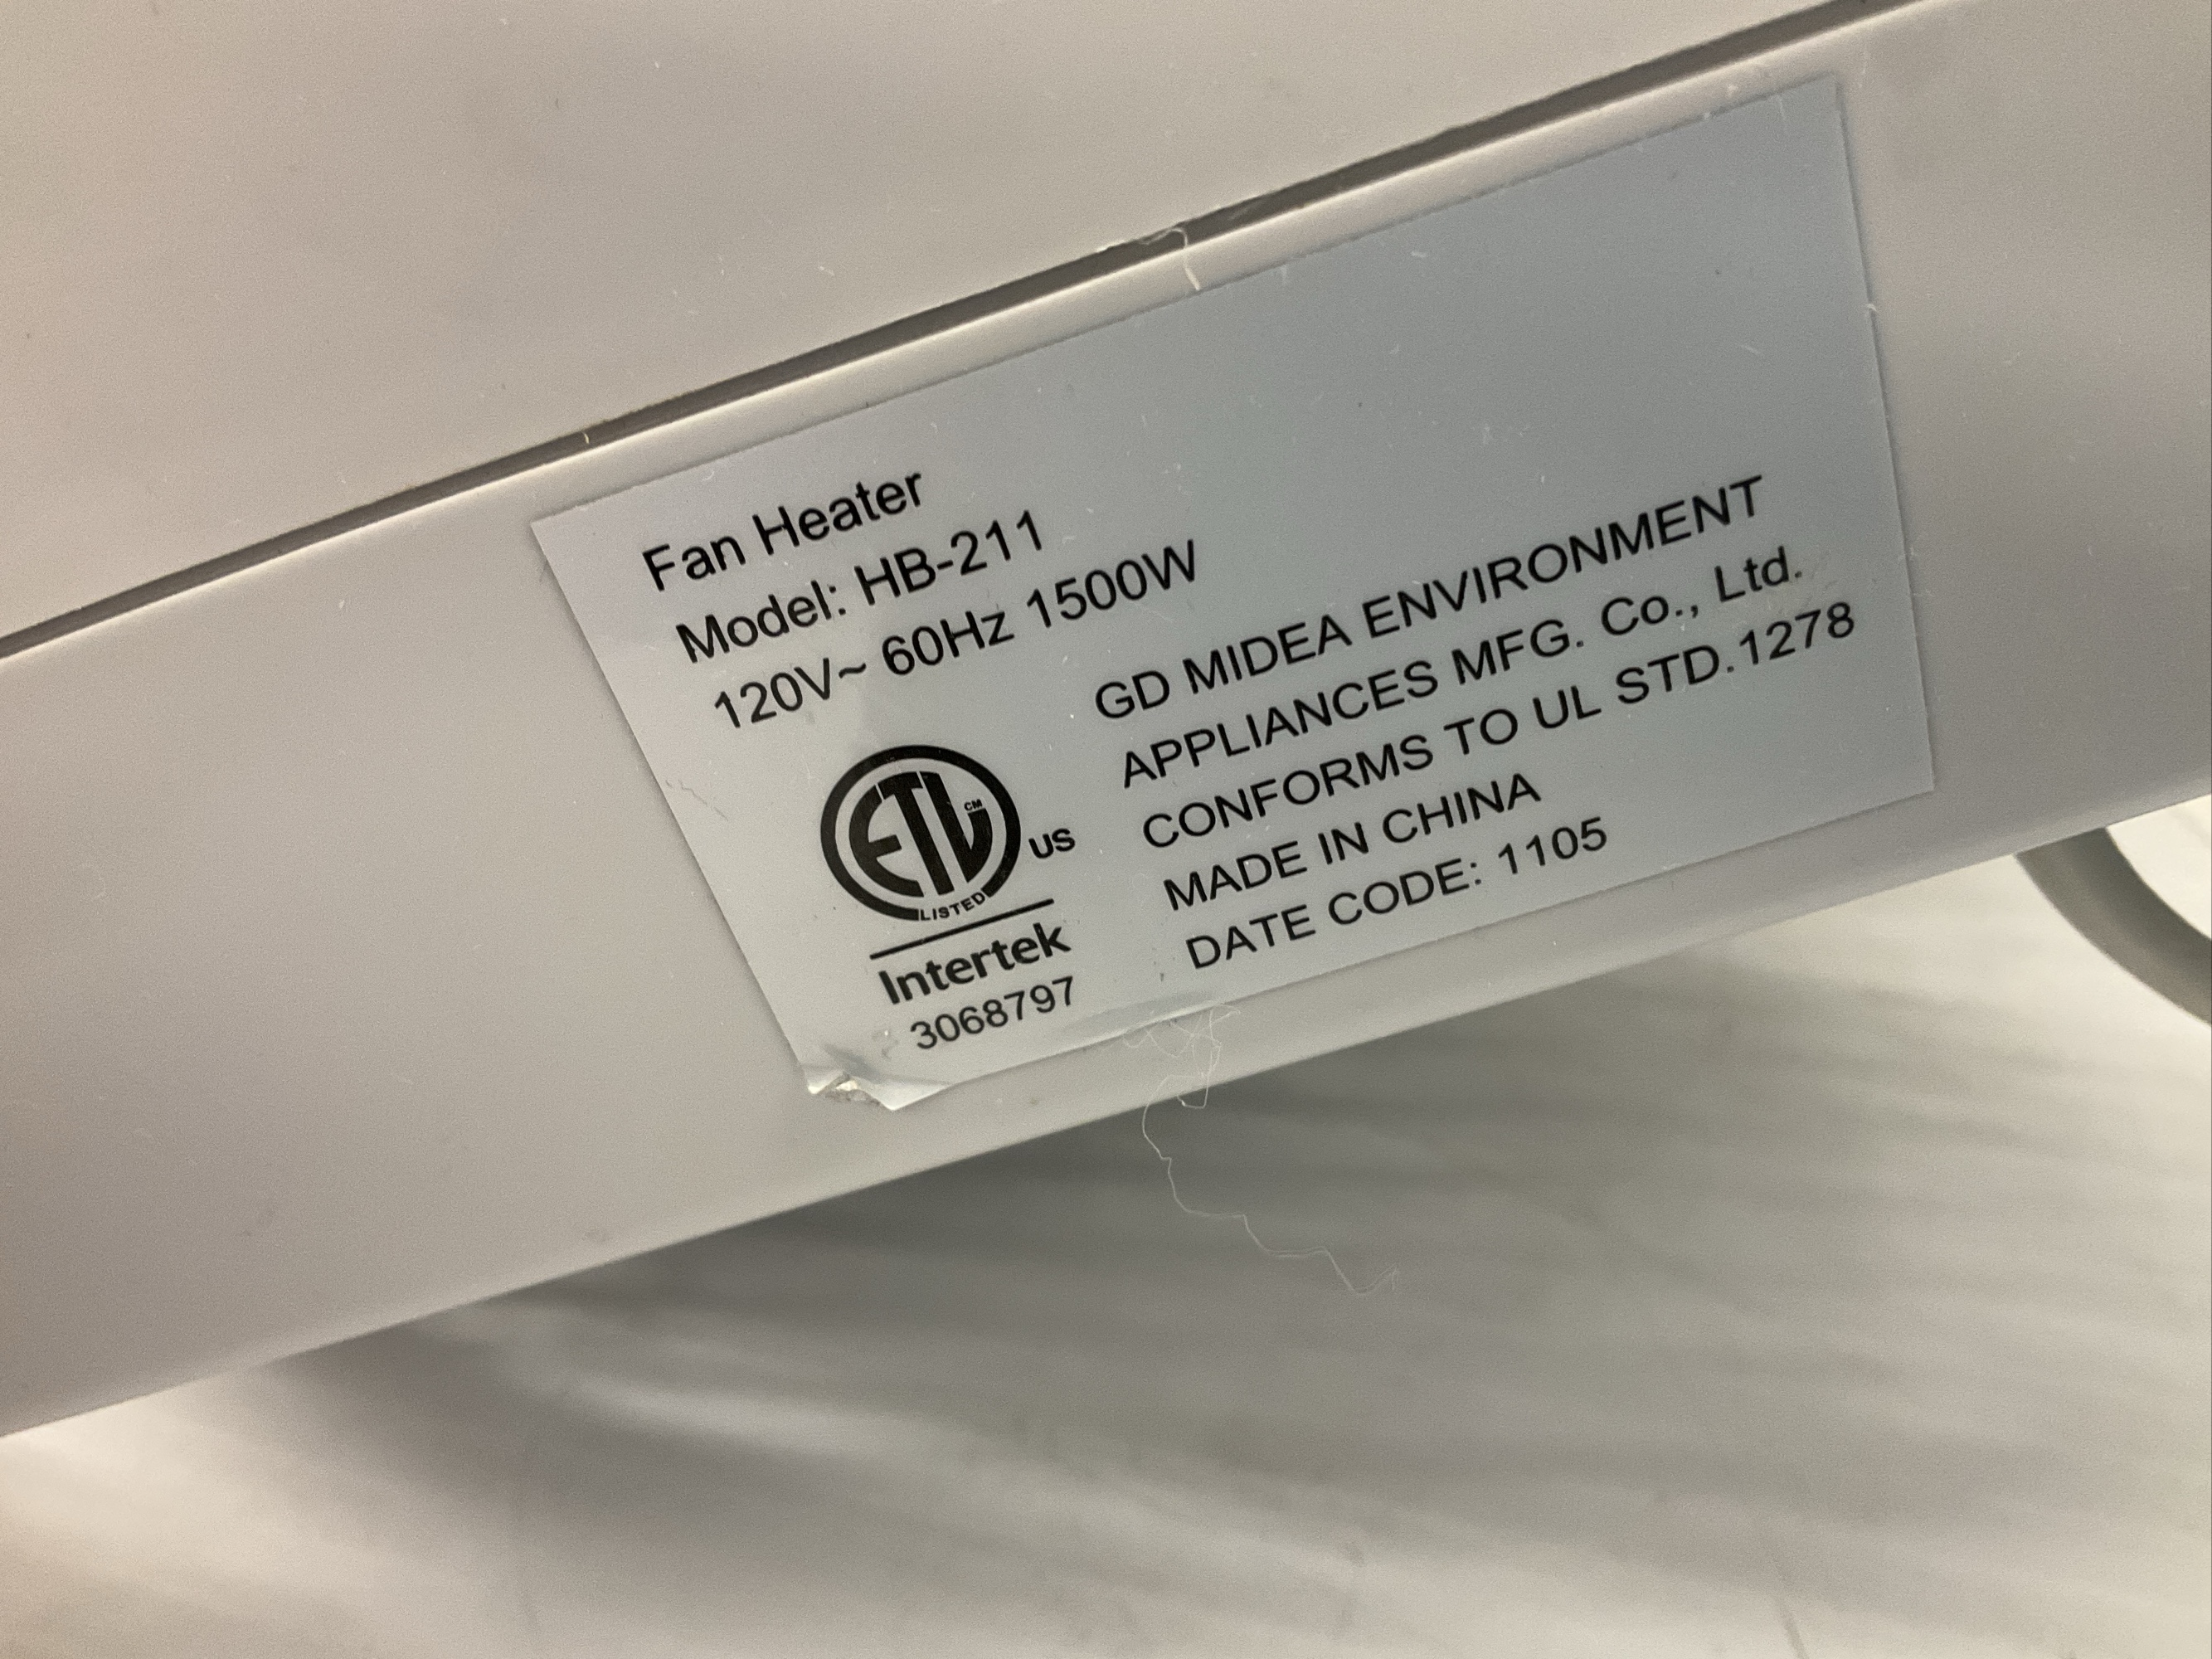 Fan Heater
Model: HB-211
120V~ 60Hz 1500W
ETL CM
LISTED
US
Intertek
3068797
GD MIDEA ENVIRONMENT
APPLIANCES MFG. Co., Ltd.
CONFORMS TO UL STD.1278
MADE IN CHINA
DATE CODE: 1105